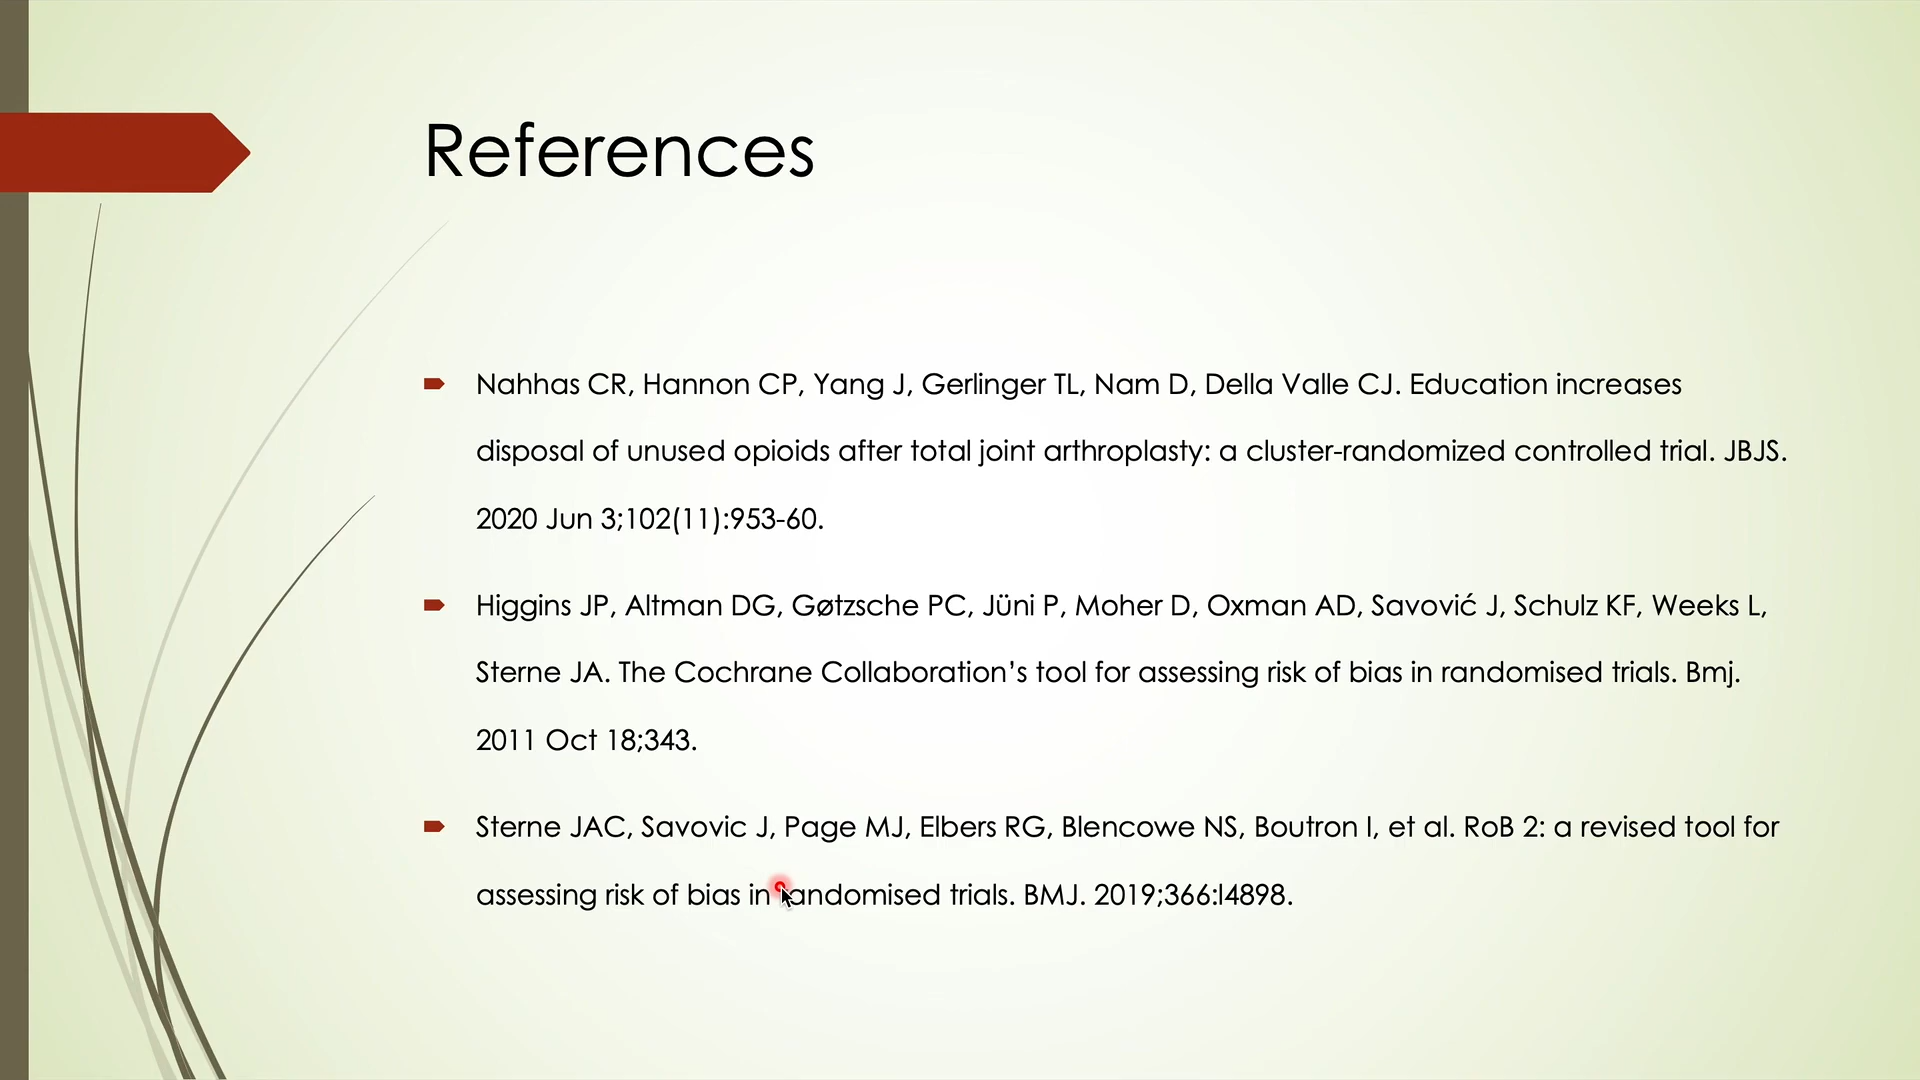 References
Nahhas CR, Hannon CP, Yang J, Gerlinger TL, Nam D, Della Valle CJ. Education increases
disposal of unused opioids after total joint arthroplasty: a cluster-randomized controlled trial. JBJS.
2020 Jun 3;102(11):953-60.
Higgins JP, Altman DG, Gøtzsche PC, Jüni P, Moher D, Oxman AD, Savović J, Schulz KF, Weeks L,
Sterne JA. The Cochrane Collaboration’s tool for assessing risk of bias in randomised trials. Bmj.
2011 Oct 18;343.
Sterne JAC, Savovic J, Page MJ, Elbers RG, Blencowe NS, Boutron I, et al. RoB 2: a revised tool for
assessing risk of bias in randomised trials. BMJ. 2019;366:l4898.